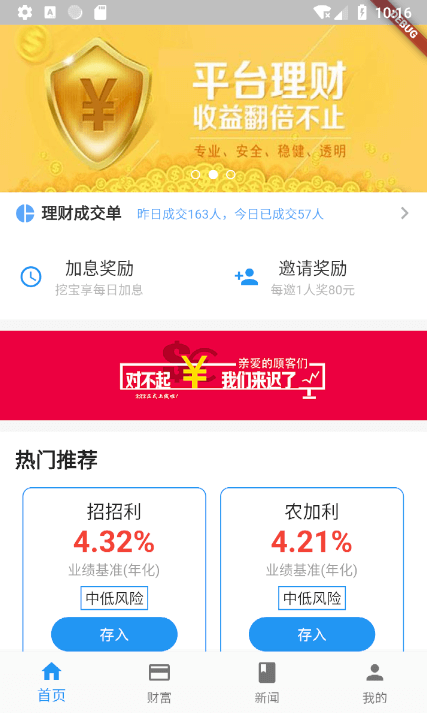 10:16
DEBUG
平台理财
收益翻倍不止
专业、安全、稳健、透明
理财成交单 昨日成交163人，今日已成交57人
加息奖励 邀请奖励
挖宝享每日加息 每邀1人奖80元
亲爱的顾客们
对不起 ¥ 我们来迟了
热门推荐
招招利 农加利
4.32% 4.21%
业绩基准(年化) 业绩基准(年化)
中低风险 中低风险
存入 存入
首页 财富 新闻 我的